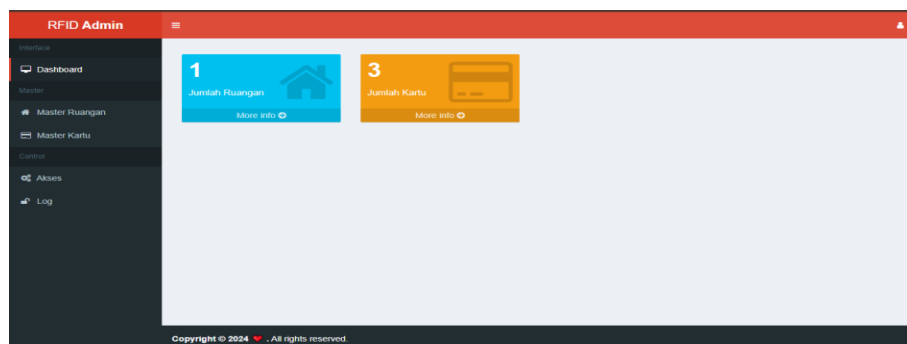 RFID Admin
Interface
Dashboard
Master
Master Ruangan
Master Kartu
Control
Akses
Log
1
Jumlah Ruangan
More info
3
Jumlah Kartu
More info
Copyright © 2024 ❤ . All rights reserved.